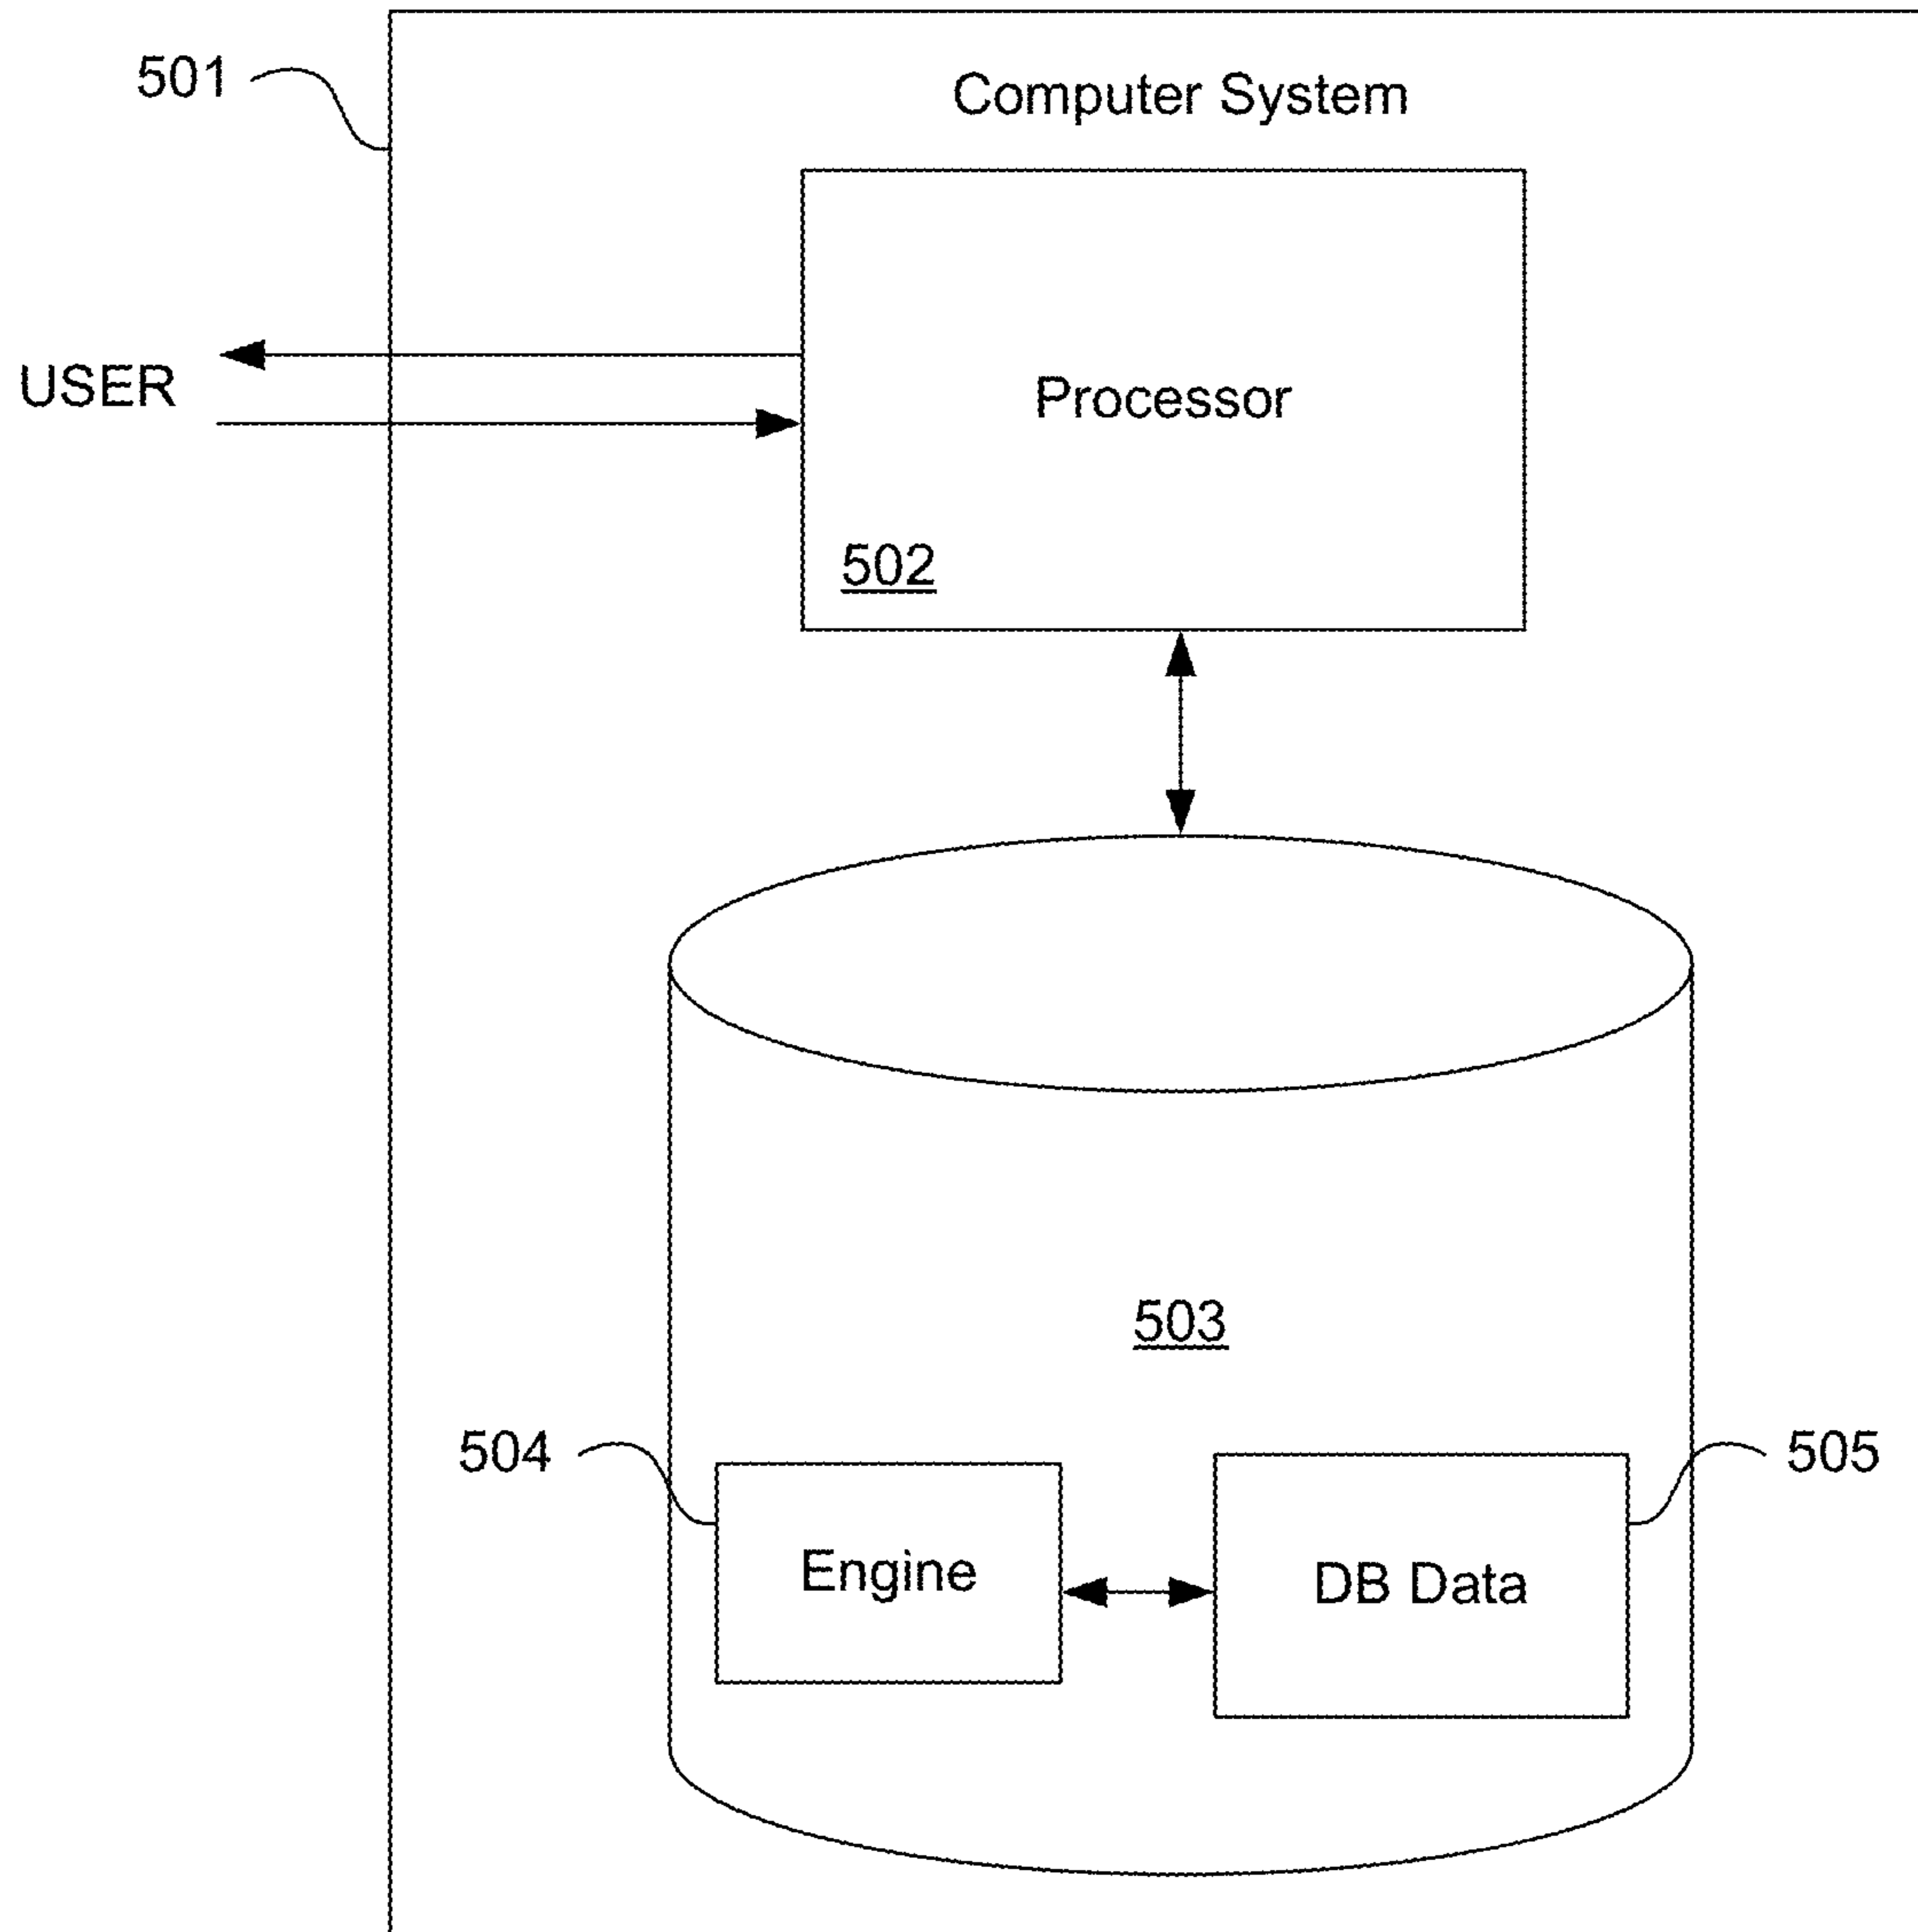 501
Computer System
USER
Processor
502
503
504
505
Engine
DB Data